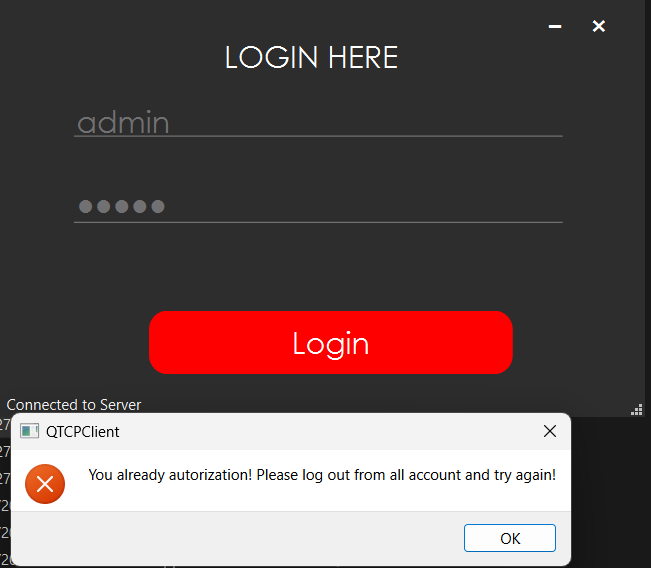 LOGIN HERE
admin
Login
Connected to Server
QTCPClient
You already autorization! Please log out from all account and try again!
OK